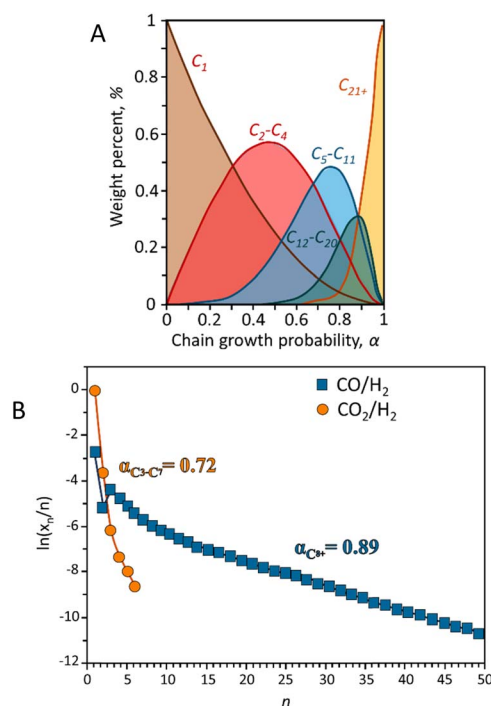 A
C1
C21+
C2-C4
C5-C11
C12-C20
Weight percent, %
1
0.8
0.6
0.4
0.2
0
0 0.2 0.4 0.6 0.8 1
Chain growth probability, α
B
CO/H2
CO2/H2
αC3-C7= 0.72
αC8+= 0.89
ln(xn/n)
0
-2
-4
-6
-8
-10
-12
0 5 10 15 20 25 30 35 40 45 50
n